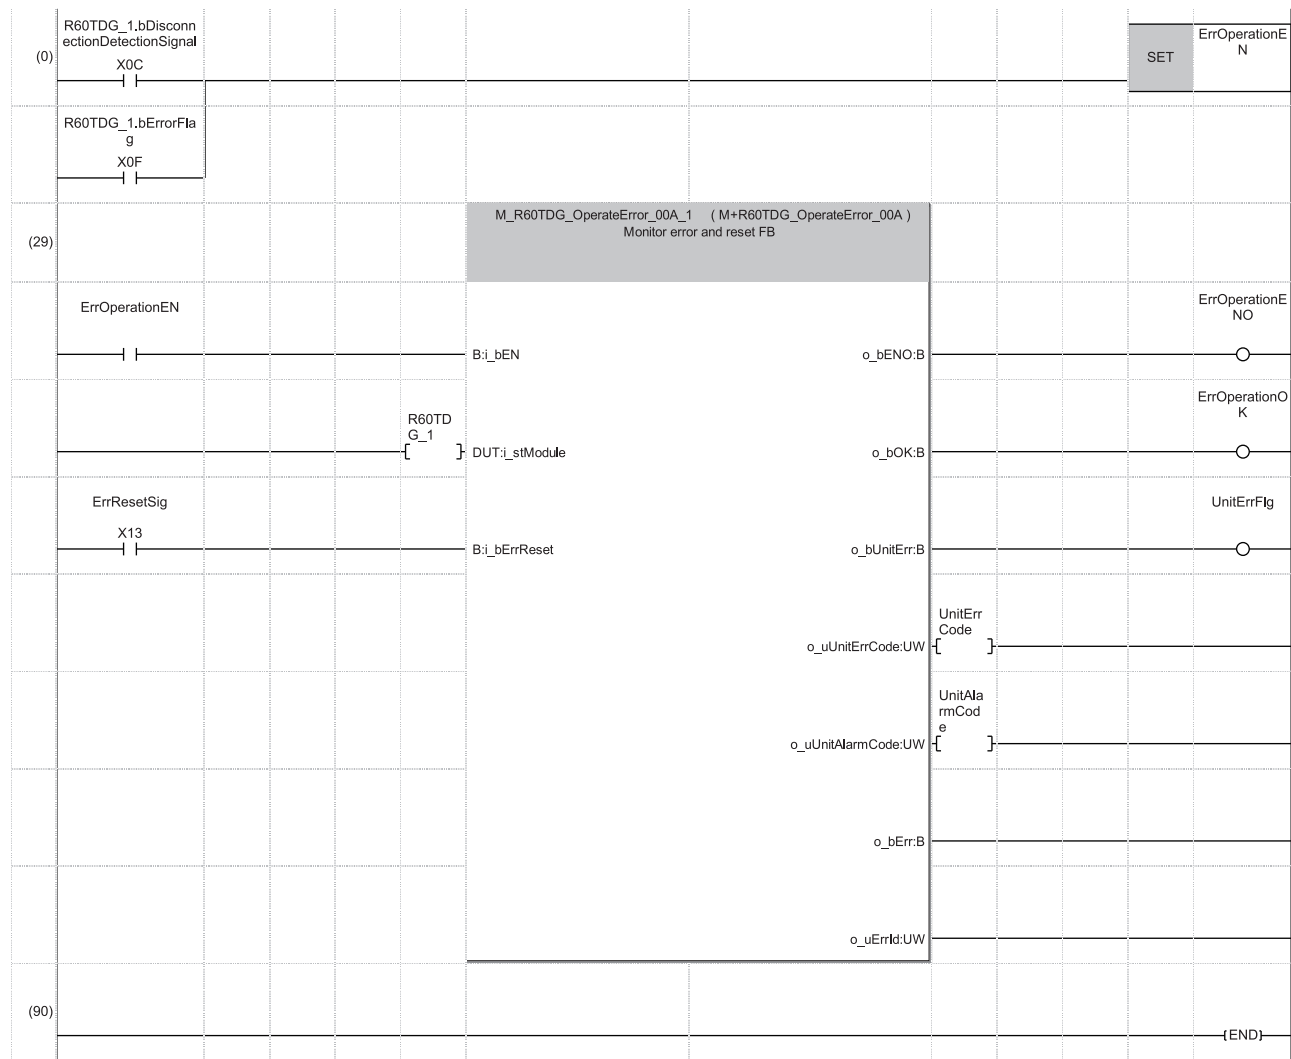 R60TDG_1.bDisconn
ectionDetectionSignal
(0)
X0C
SET
ErrOperationE
N
R60TDG_1.bErrorFla
g
X0F
(29)
M_R60TDG_OperateError_00A_1 ( M+R60TDG_OperateError_00A )
Monitor error and reset FB
ErrOperationEN
B:i_bEN
o_bENO:B
ErrOperationE
NO
R60TD
G_1
[ ]
DUT:i_stModule
o_bOK:B
ErrOperationO
K
ErrResetSig
X13
B:i_bErrReset
o_bUnitErr:B
UnitErrFlg
o_uUnitErrCode:UW
UnitErr
Code
[ ]
o_uUnitAlarmCode:UW
UnitAla
rmCod
e
[ ]
o_bErr:B
o_uErrId:UW
(90)
[END]